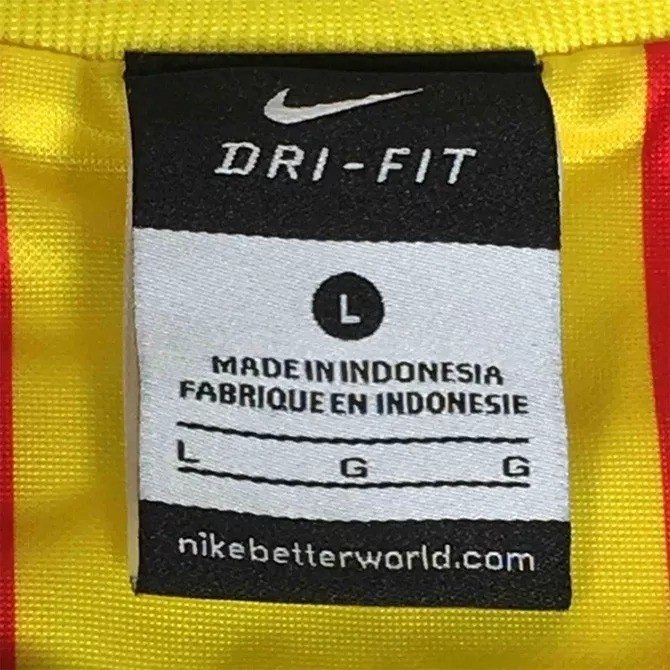 DRI-FIT
L
MADE IN INDONESIA
FABRIQUE EN INDONESIE
L G G
nikebetterworld.com